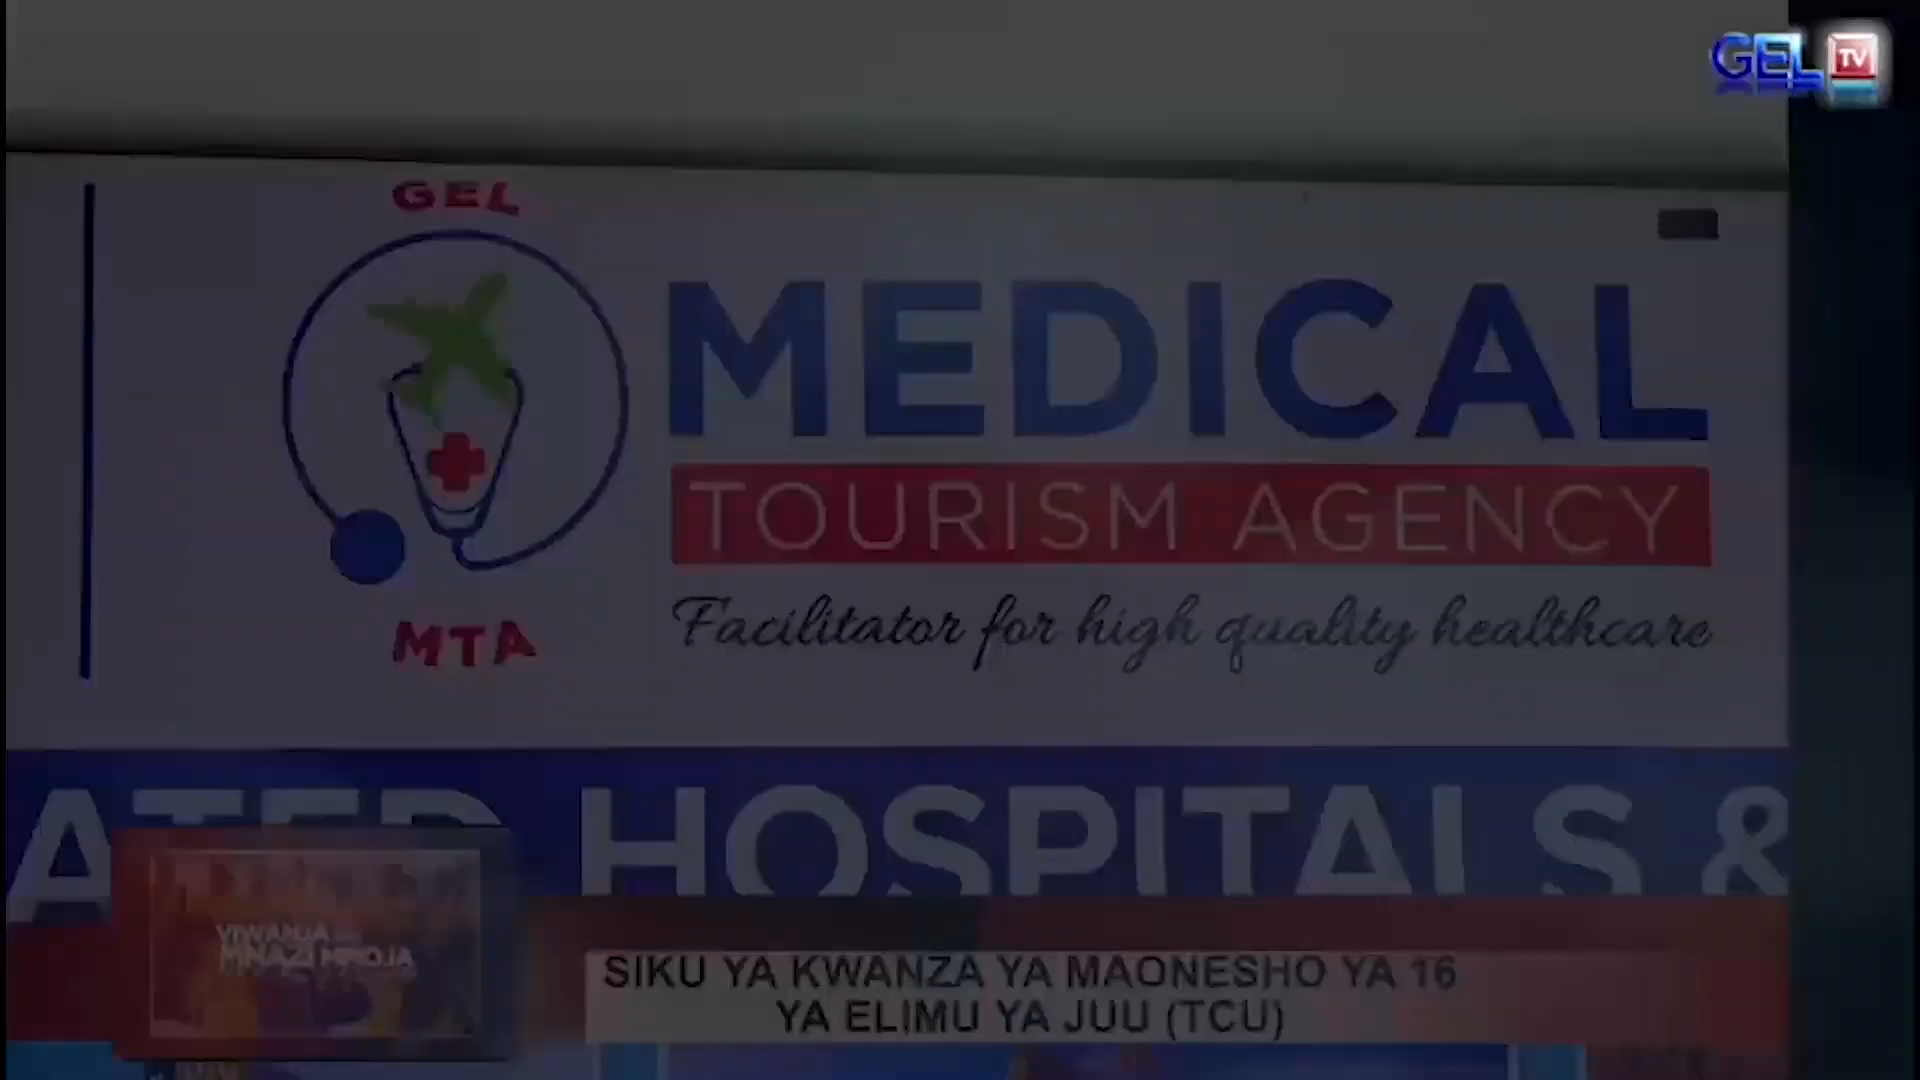 GEL TV
GEL
MEDICAL
TOURISM AGENCY
Facilitator for high quality healthcare
MTA
HOSPITALS &
VIWANJA
MNAZI MMOJA
SIKU YA KWANZA YA MAONESHO YA 16
YA ELIMU YA JUU (TCU)